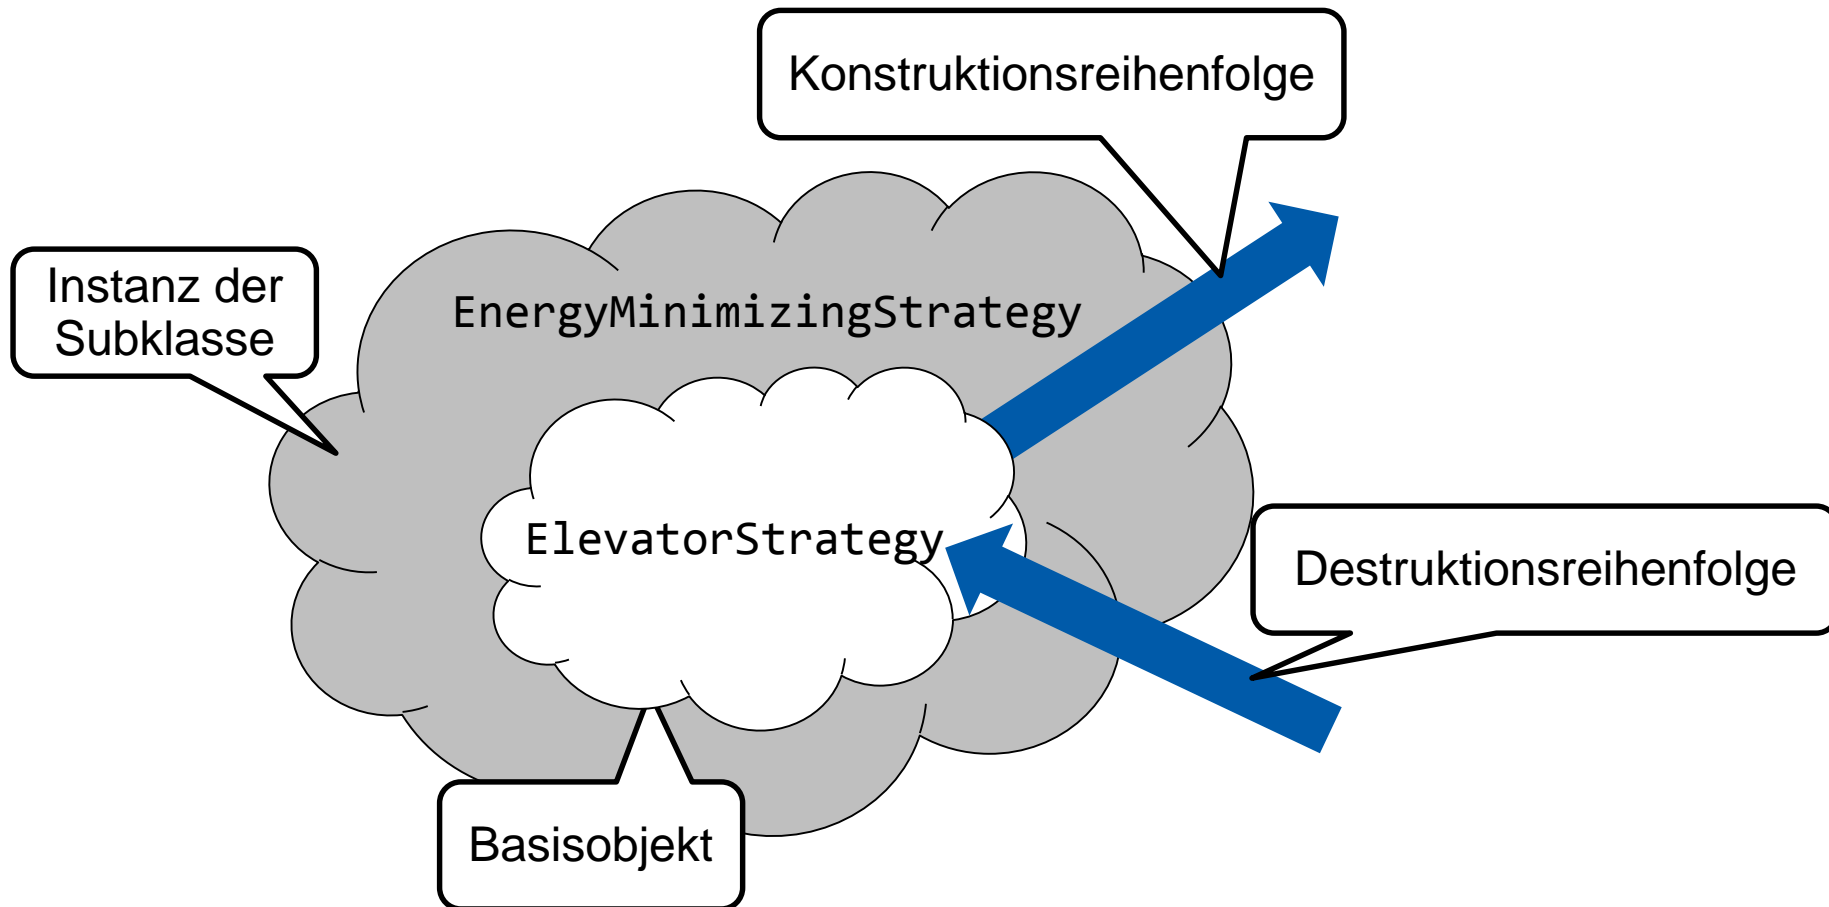 Konstruktionsreihenfolge
Instanz der
Subklasse
EnergyMinimizingStrategy
ElevatorStrategy
Destruktionsreihenfolge
Basisobjekt